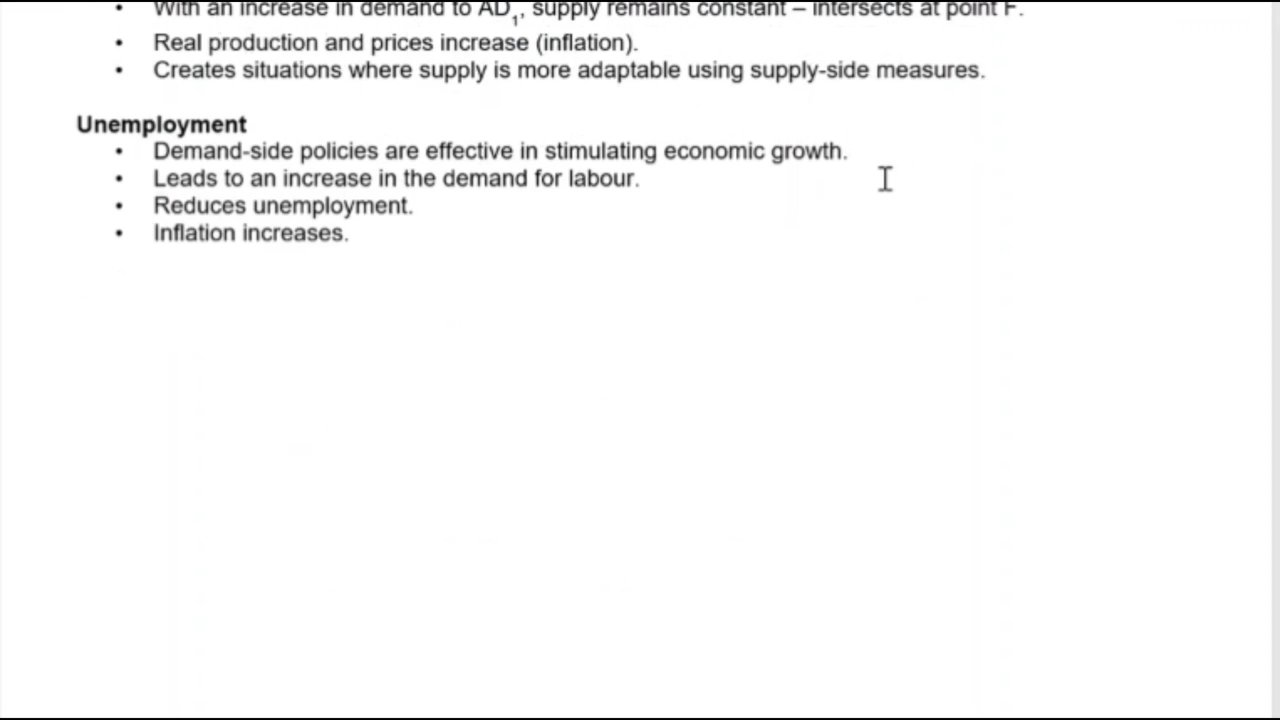 • With an increase in demand to AD1, supply remains constant – intersects at point F.
• Real production and prices increase (inflation).
• Creates situations where supply is more adaptable using supply-side measures.
Unemployment
• Demand-side policies are effective in stimulating economic growth.
• Leads to an increase in the demand for labour.
• Reduces unemployment.
• Inflation increases.